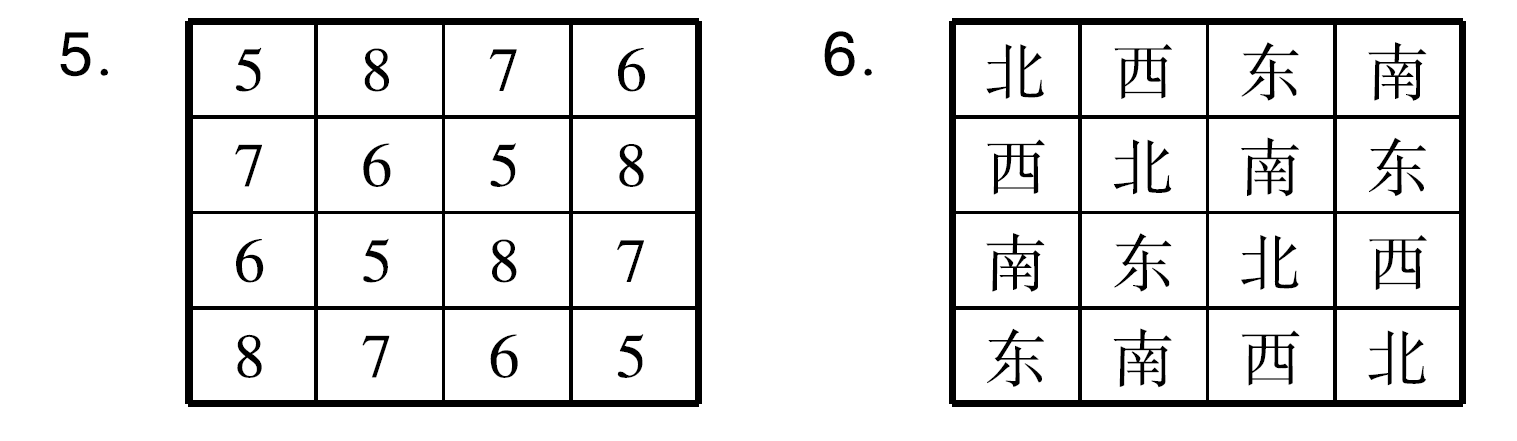 5.
5 8 7 6
7 6 5 8
6 5 8 7
8 7 6 5
6.
北 西 东 南
西 北 南 东
南 东 北 西
东 南 西 北